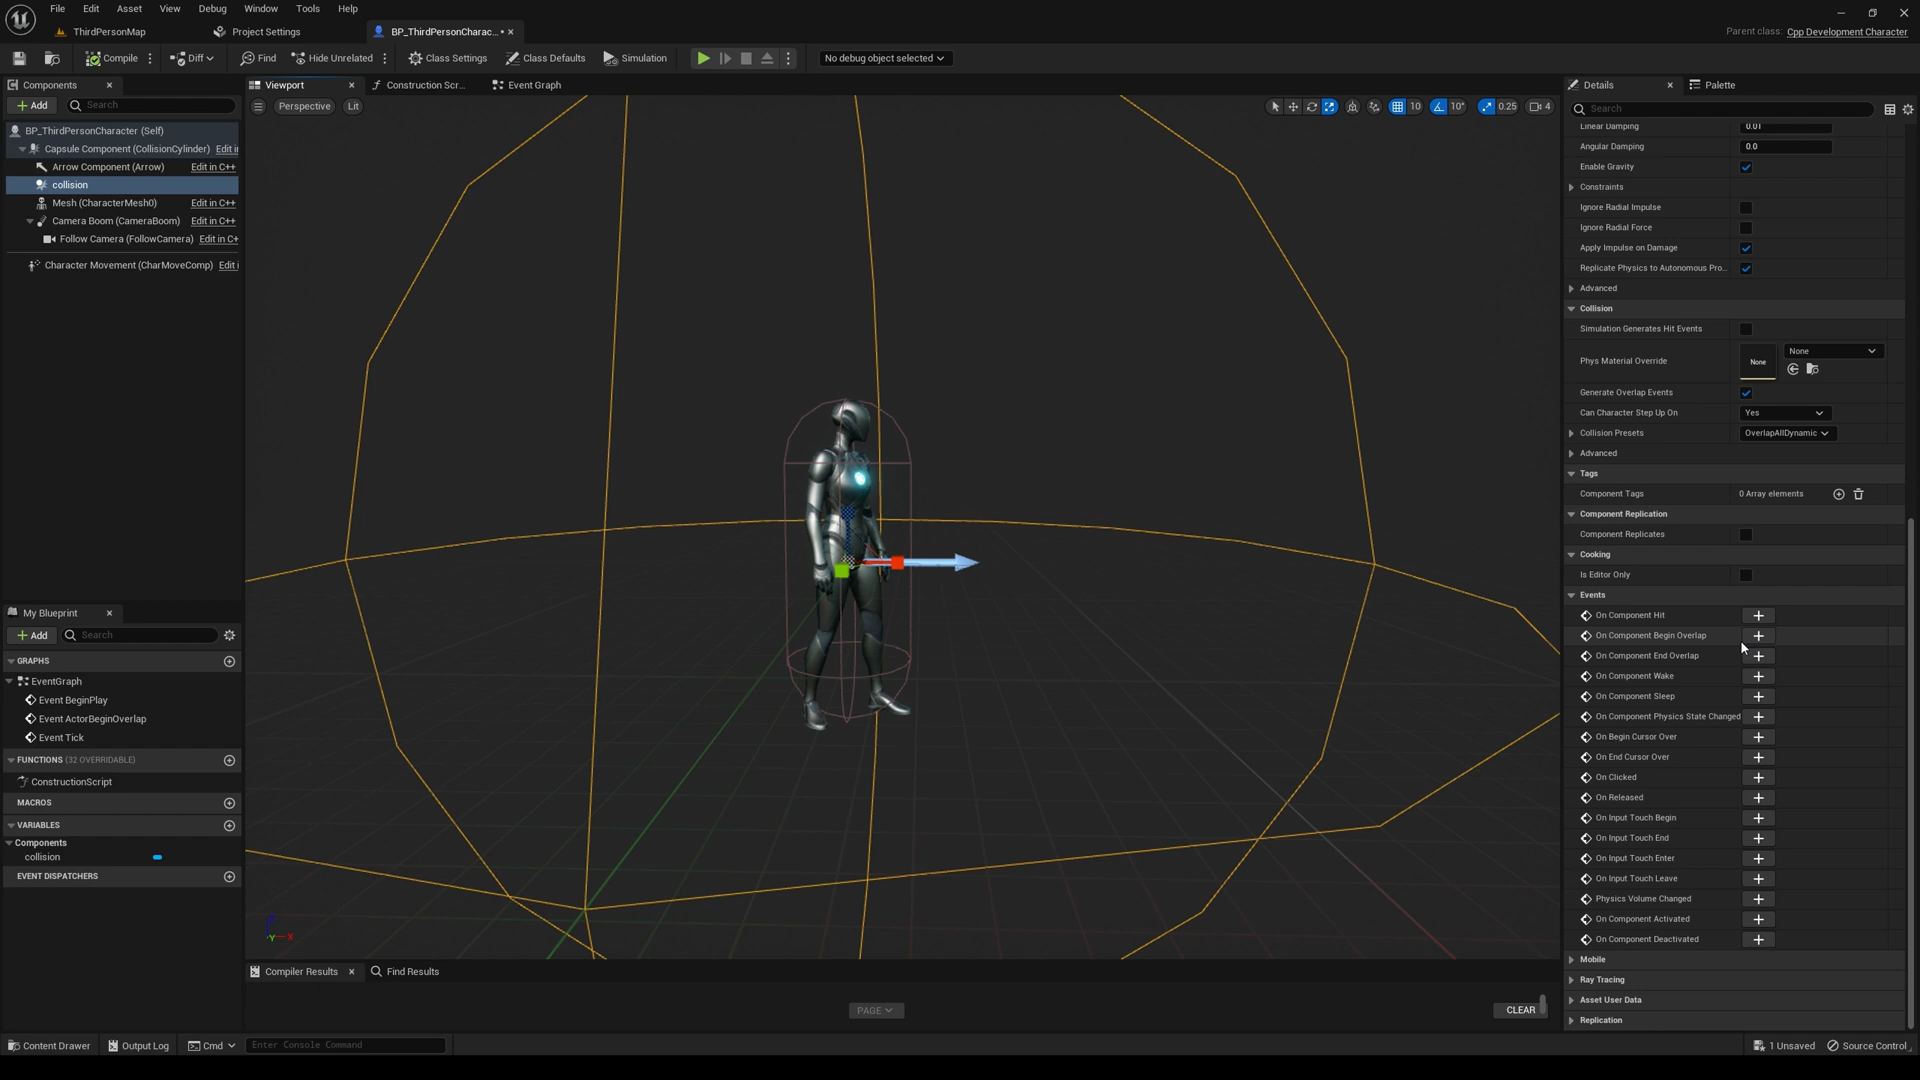 File Edit Asset View Debug Window Tools Help
ThirdPersonMap
Project Settings
BP_ThirdPersonCharac...
Parent class: Cpp Development Character
Compile
Diff
Find
Hide Unrelated
Class Settings
Class Defaults
Simulation
No debug object selected
Components
Add
Search
BP_ThirdPersonCharacter (Self)
Capsule Component (CollisionCylinder) Edit i
Arrow Component (Arrow) Edit in C++
collision
Mesh (CharacterMesh0) Edit in C++
Camera Boom (CameraBoom) Edit in C++
Follow Camera (FollowCamera) Edit in C+
Character Movement (CharMoveComp) Edit i
My Blueprint
Add
Search
GRAPHS
EventGraph
Event BeginPlay
Event ActorBeginOverlap
Event Tick
FUNCTIONS (32 OVERRIDABLE)
ConstructionScript
MACROS
VARIABLES
Components
collision
EVENT DISPATCHERS
Viewport
Construction Scr...
Event Graph
Perspective
Lit
10
10°
0.25
4
Y
X
Compiler Results
Find Results
PAGE
CLEAR
Details
Palette
Search
Linear Damping 0.01
Angular Damping 0.0
Enable Gravity
Constraints
Ignore Radial Impulse
Ignore Radial Force
Apply Impulse on Damage
Replicate Physics to Autonomous Pro...
Advanced
Collision
Simulation Generates Hit Events
Phys Material Override None None
Generate Overlap Events
Can Character Step Up On Yes
Collision Presets OverlapAllDynamic
Advanced
Tags
Component Tags 0 Array elements
Component Replication
Component Replicates
Cooking
Is Editor Only
Events
On Component Hit
On Component Begin Overlap
On Component End Overlap
On Component Wake
On Component Sleep
On Component Physics State Changed
On Begin Cursor Over
On End Cursor Over
On Clicked
On Released
On Input Touch Begin
On Input Touch End
On Input Touch Enter
On Input Touch Leave
Physics Volume Changed
On Component Activated
On Component Deactivated
Mobile
Ray Tracing
Asset User Data
Replication
Content Drawer
Output Log
Cmd
Enter Console Command
1 Unsaved
Source Control